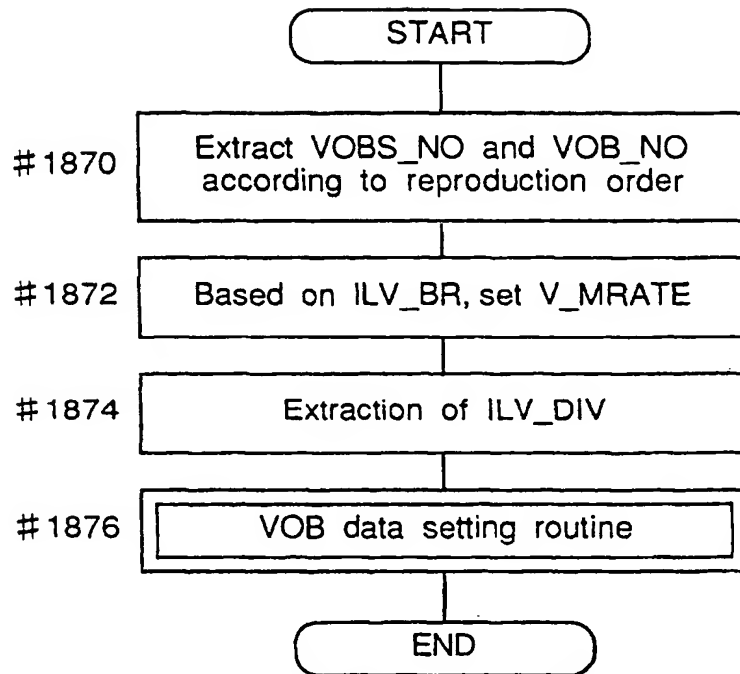 START
#1870
Extract VOBS_NO and VOB_NO
according to reproduction order
#1872
Based on ILV_BR, set V_MRATE
#1874
Extraction of ILV_DIV
#1876
VOB data setting routine
END